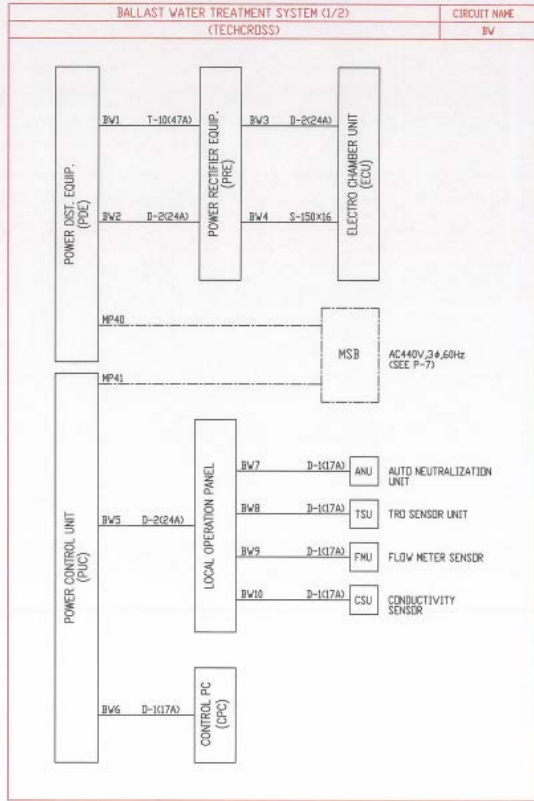 BALLAST WATER TREATMENT SYSTEM (1/2)
CIRCUIT NAME
(TECHCROSS)
BW
POWER DIST. EQUIP.
(PDE)
BW1 T-10(47A)
BW2 D-2(24A)
POWER RECTIFIER EQUIP.
(PRE)
BW3 D-2(24A)
BW4 S-150×16
ELECTRO CHAMBER UNIT
(ECU)
MP40
MP41
MSB
AC440V,3ϕ,60Hz
(SEE P-7)
POWER CONTROL UNIT
(PUC)
BW5 D-2(24A)
LOCAL OPERATION PANEL
BW7 D-1(17A)
ANU
AUTO NEUTRALIZATION
UNIT
BW8 D-1(17A)
TSU
TRO SENSOR UNIT
BW9 D-1(17A)
FMU
FLOW METER SENSOR
BW10 D-1(17A)
CSU
CONDUCTIVITY
SENSOR
BW6 D-1(17A)
CONTROL PC
(CPC)